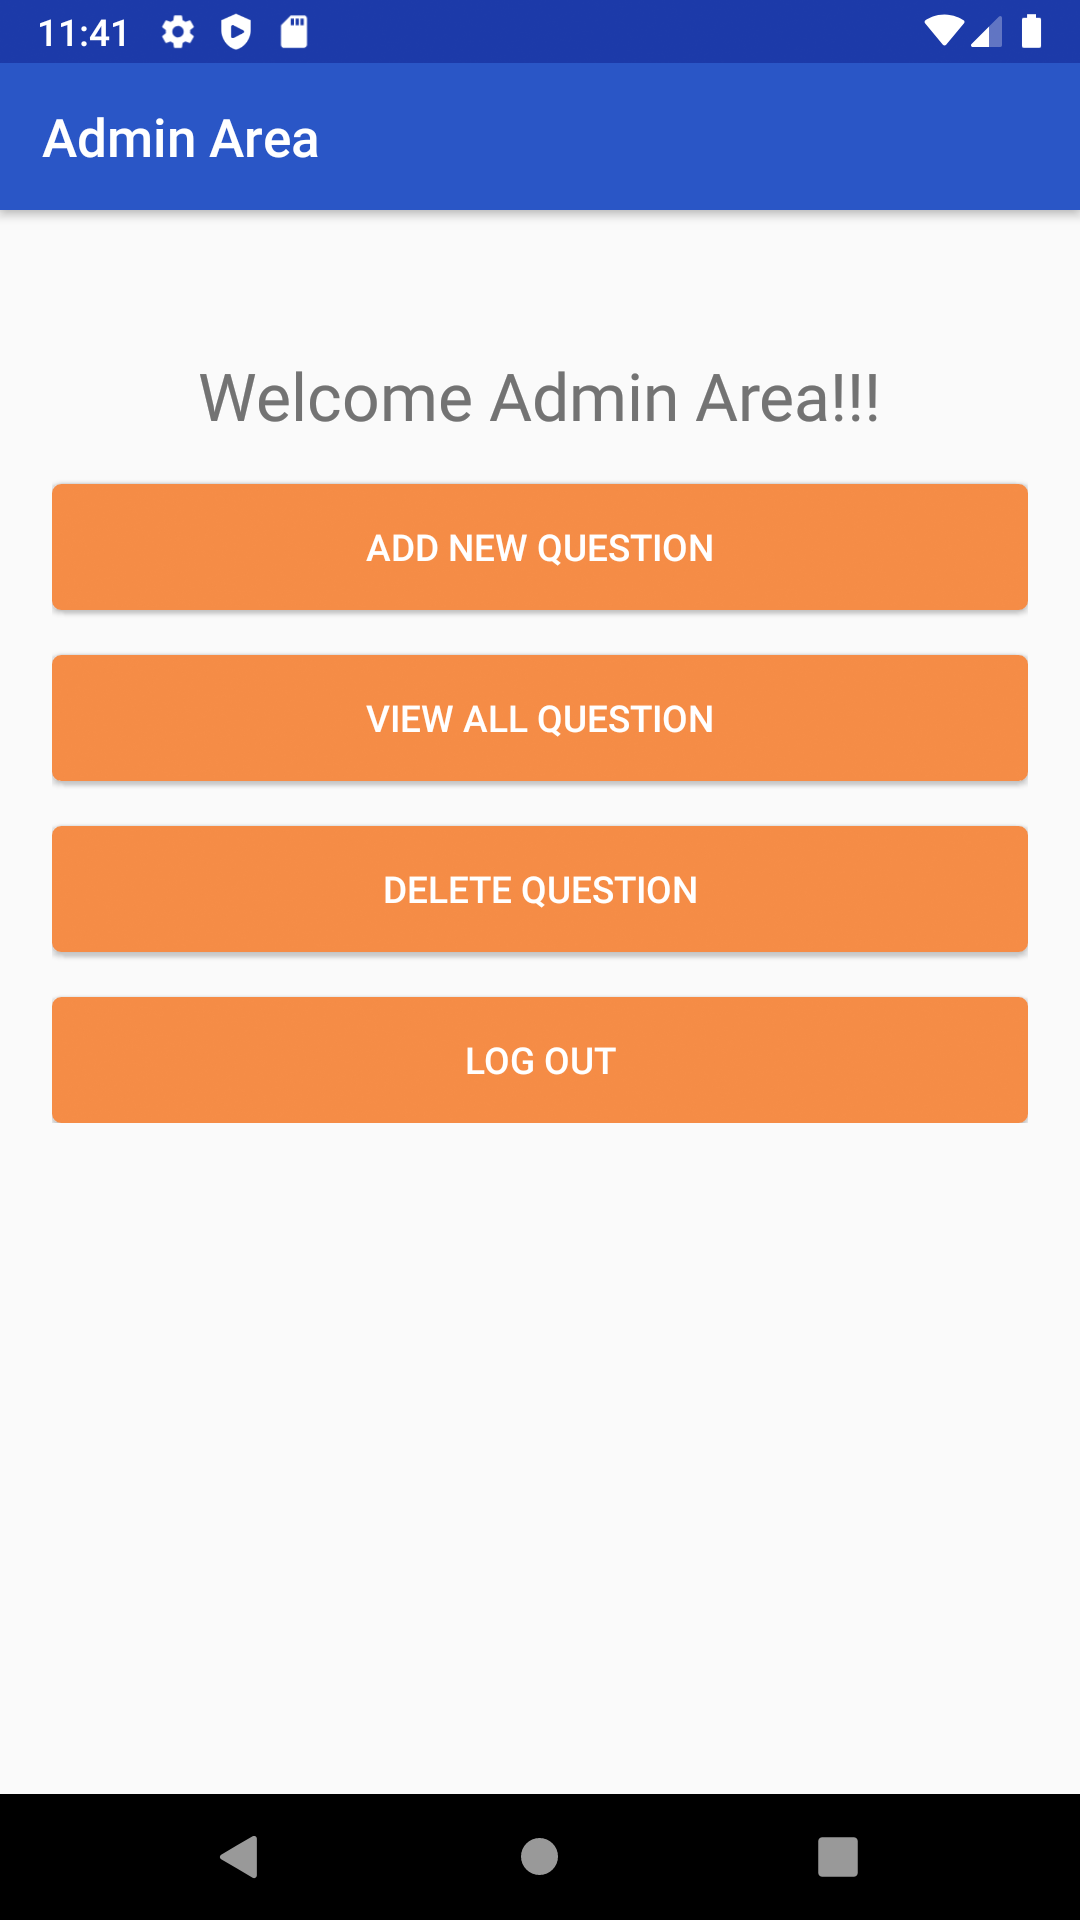 11:41
Admin Area
Welcome Admin Area!!!
ADD NEW QUESTION
VIEW ALL QUESTION
DELETE QUESTION
LOG OUT